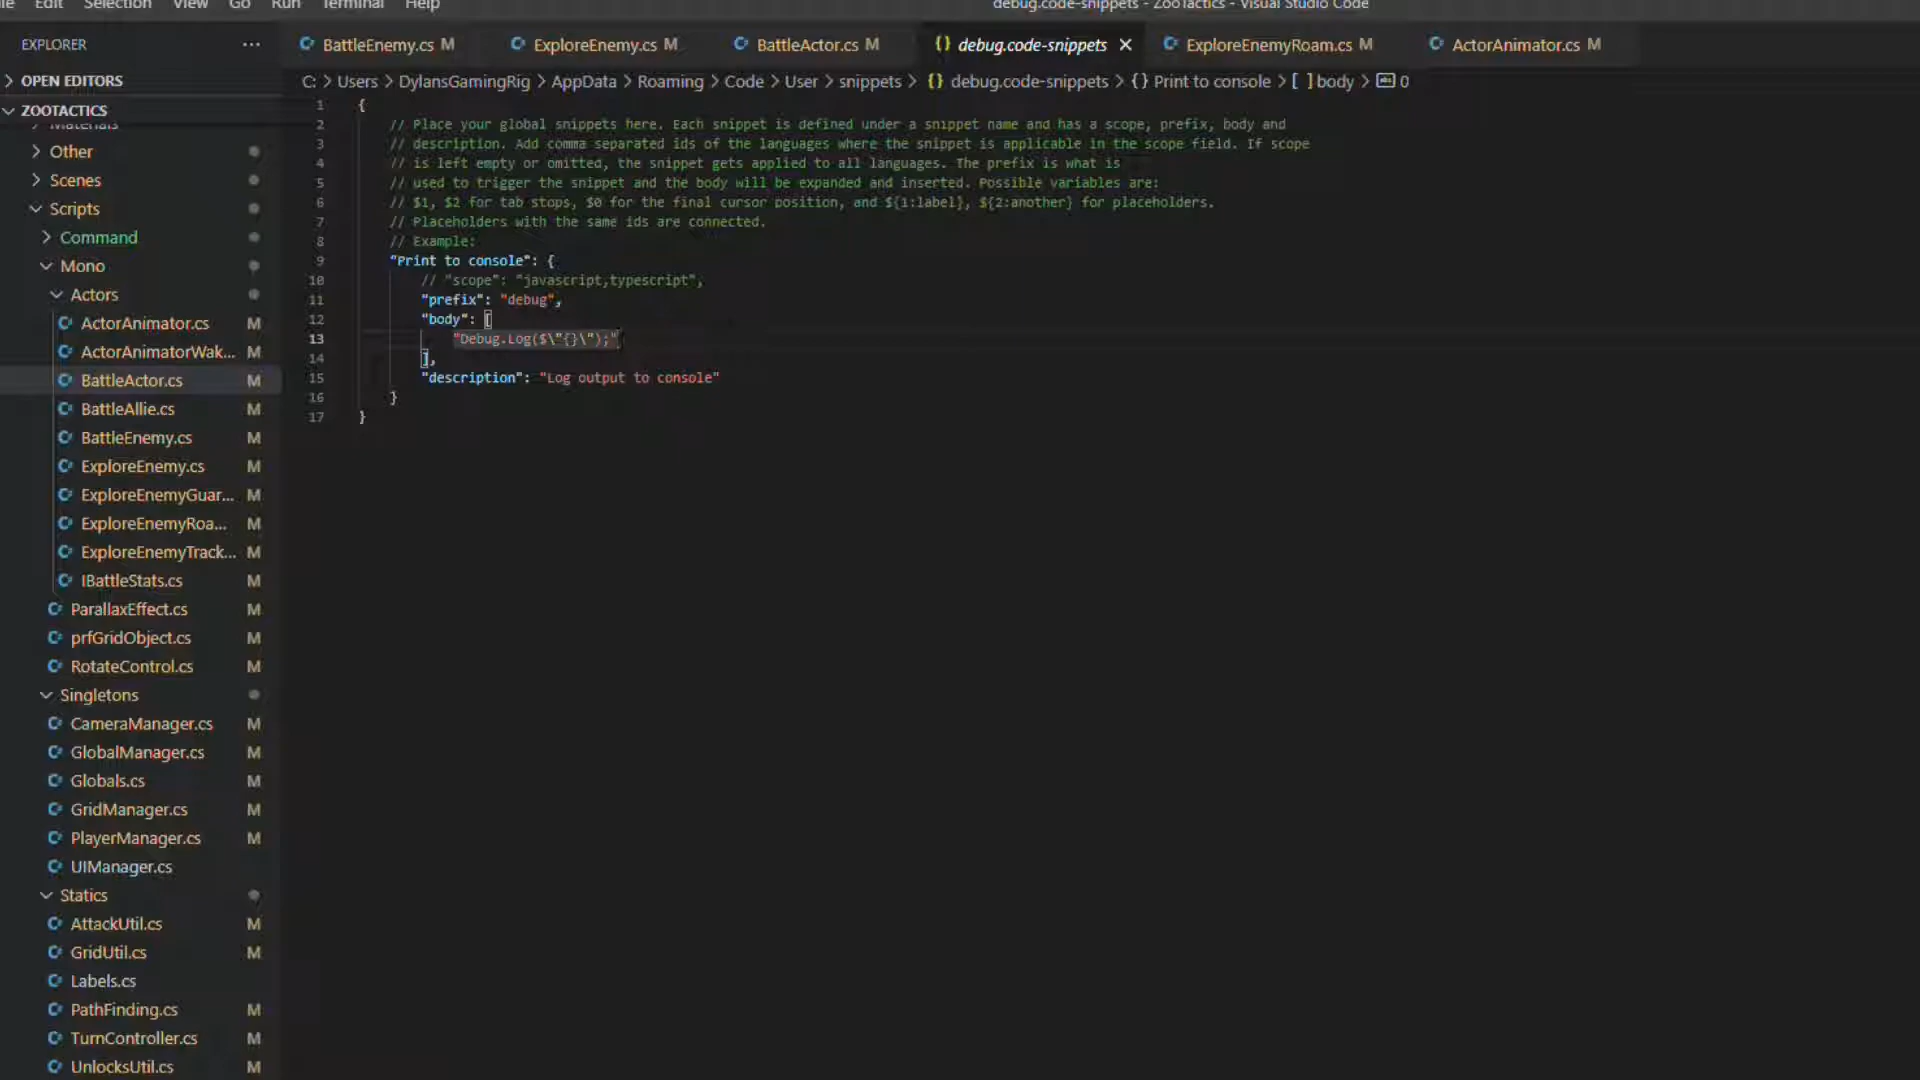 Edit Selection View Go Run Terminal Help
debug.code-snippets - ZooTactics - Visual Studio Code
EXPLORER ···
BattleEnemy.cs M
ExploreEnemy.cs M
BattleActor.cs M
{} debug.code-snippets
ExploreEnemyRoam.cs M
ActorAnimator.cs M
C: > Users > DylansGamingRig > AppData > Roaming > Code > User > snippets > {} debug.code-snippets > {} Print to console > [ ] body > 0
OPEN EDITORS
ZOOTACTICS
Materials
Other
Scenes
Scripts
Command
Mono
Actors
ActorAnimator.cs M
ActorAnimatorWak... M
BattleActor.cs M
BattleAllie.cs M
BattleEnemy.cs M
ExploreEnemy.cs M
ExploreEnemyGuar... M
ExploreEnemyRoa... M
ExploreEnemyTrack... M
IBattleStats.cs M
ParallaxEffect.cs M
prfGridObject.cs M
RotateControl.cs M
Singletons
CameraManager.cs M
GlobalManager.cs M
Globals.cs M
GridManager.cs M
PlayerManager.cs M
UIManager.cs
Statics
AttackUtil.cs M
GridUtil.cs M
Labels.cs
PathFinding.cs M
TurnController.cs M
UnlocksUtil.cs M
1 {
2 // Place your global snippets here. Each snippet is defined under a snippet name and has a scope, prefix, body and
3 // description. Add comma separated ids of the languages where the snippet is applicable in the scope field. If scope
4 // is left empty or omitted, the snippet gets applied to all languages. The prefix is what is
5 // used to trigger the snippet and the body will be expanded and inserted. Possible variables are:
6 // $1, $2 for tab stops, $0 for the final cursor position, and ${1:label}, ${2:another} for placeholders.
7 // Placeholders with the same ids are connected.
8 // Example:
9 "Print to console": {
10 // "scope": "javascript,typescript",
11 "prefix": "debug",
12 "body": [
13 "Debug.Log($\"{}\");"
14 ],
15 "description": "Log output to console"
16 }
17 }